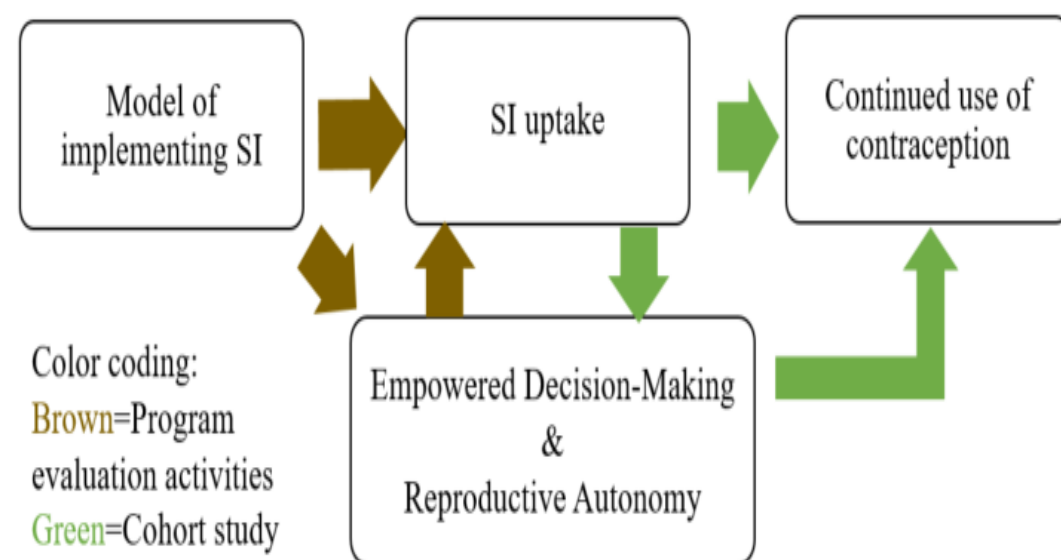 Model of
implementing SI
SI uptake
Continued use of
contraception
Empowered Decision-Making
&
Reproductive Autonomy
Color coding:
Brown=Program
evaluation activities
Green=Cohort study